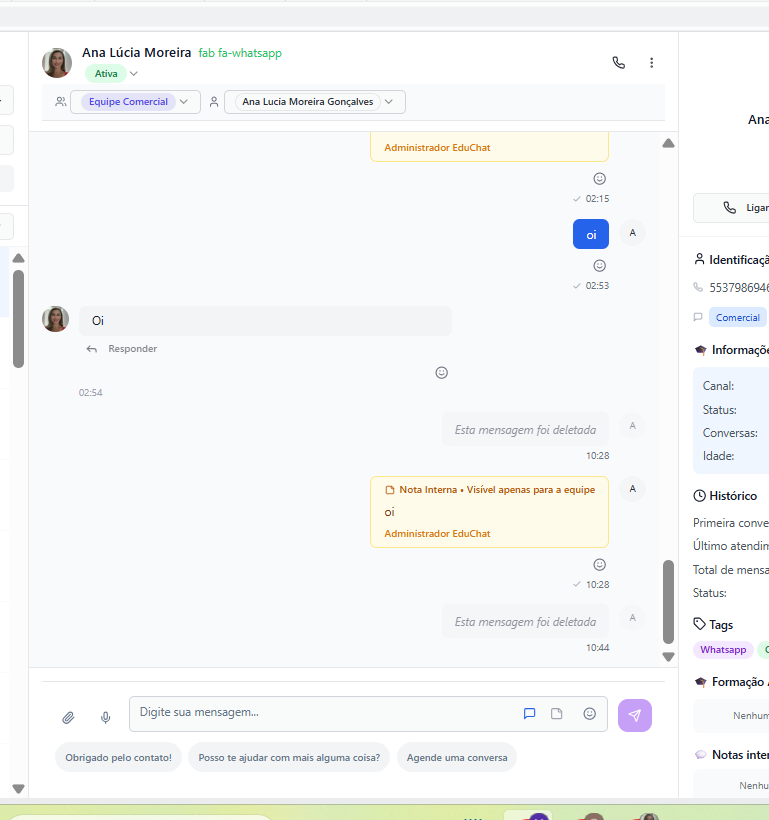 Ana Lúcia Moreira fab fa-whatsapp
Ativa
Equipe Comercial
Ana Lucia Moreira Gonçalves
Administrador EduChat
02:15
oi
A
02:53
Oi
Responder
02:54
Esta mensagem foi deletada
A
10:28
Nota Interna • Visível apenas para a equipe
A
oi
Administrador EduChat
10:28
Esta mensagem foi deletada
A
10:44
Digite sua mensagem...
Obrigado pelo contato!
Posso te ajudar com mais alguma coisa?
Agende uma conversa
Ana
Ligar
Identificaçã
5537986946
Comercial
Informaçõe
Canal:
Status:
Conversas:
Idade:
Histórico
Primeira conve
Último atendim
Total de mensa
Status:
Tags
Whatsapp
Formação
Nenhum
Notas inter
Nenhu